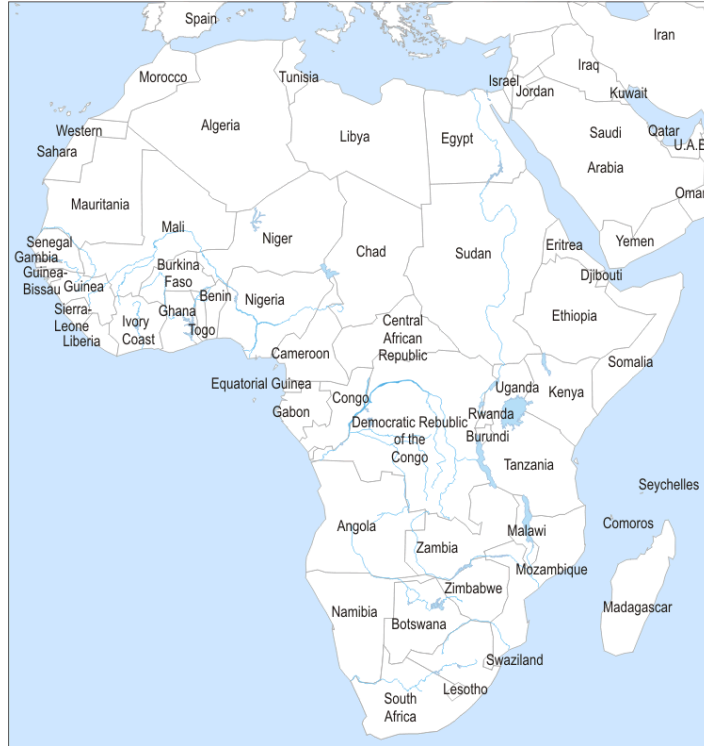 Spain
Iran
Morocco
Tunisia
Israel
Iraq
Jordan
Kuwait
Western
Sahara
Algeria
Libya
Egypt
Saudi
Arabia
Qatar
U.A.E
Oman
Mauritania
Mali
Niger
Chad
Sudan
Eritrea
Yemen
Senegal
Gambia
Guinea-
Bissau
Guinea
Burkina
Faso
Djibouti
Sierra-
Leone
Liberia
Ivory
Coast
Ghana
Togo
Benin
Nigeria
Ethiopia
Central
African
Republic
Cameroon
Somalia
Equatorial Guinea
Gabon
Congo
Uganda
Kenya
Rwanda
Burundi
Democratic Republic
of the
Congo
Tanzania
Seychelles
Comoros
Angola
Zambia
Malawi
Mozambique
Zimbabwe
Madagascar
Namibia
Botswana
Swaziland
Lesotho
South
Africa